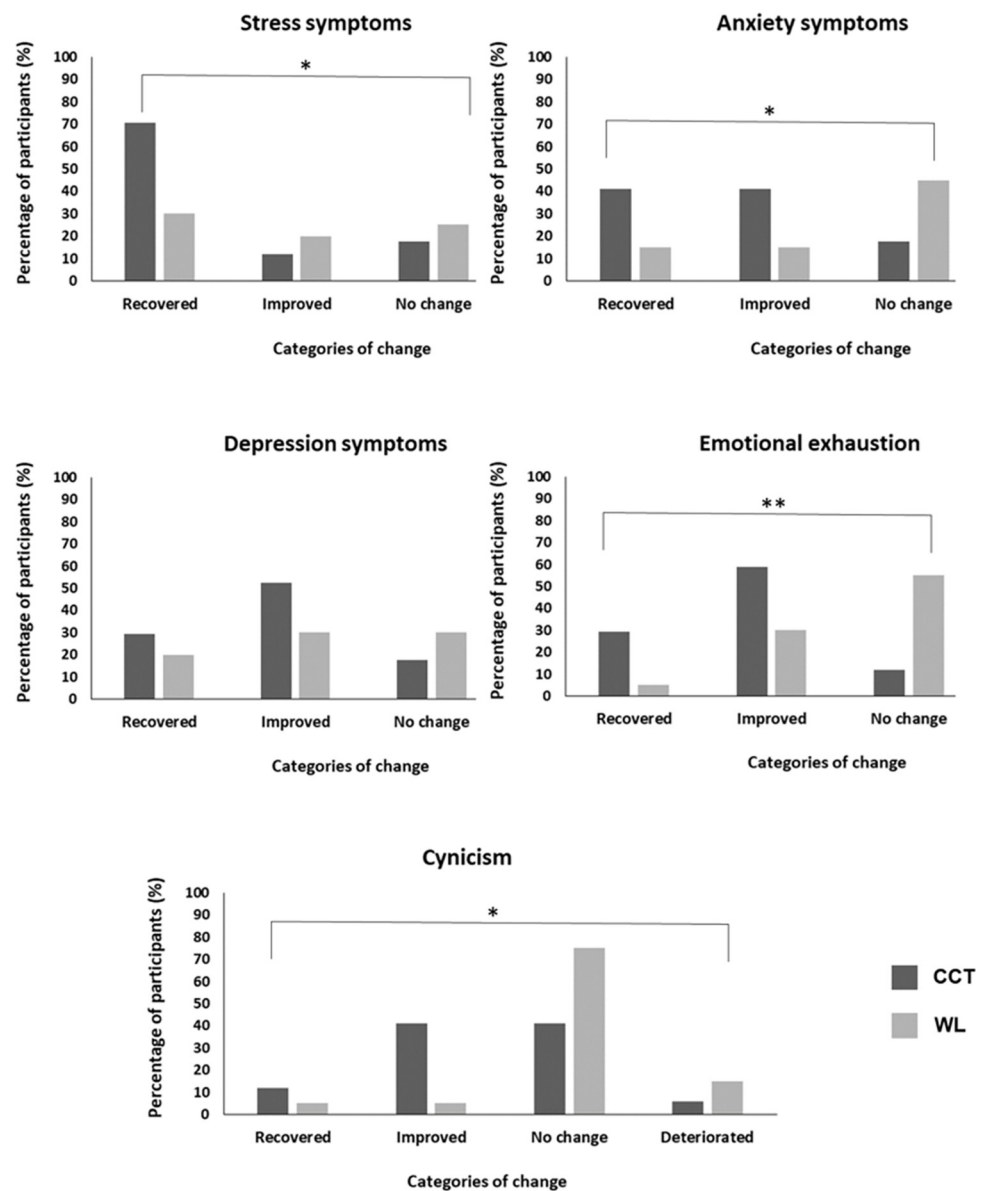 Stress symptoms
Percentage of participants (%)
100
90
80
70
60
50
40
30
20
10
0
*
Recovered Improved No change
Categories of change
Anxiety symptoms
Percentage of participants (%)
100
90
80
70
60
50
40
30
20
10
0
*
Recovered Improved No change
Categories of change
Depression symptoms
Percentage of participants (%)
100
90
80
70
60
50
40
30
20
10
0
Recovered Improved No change
Categories of change
Emotional exhaustion
Percentage of participants (%)
100
90
80
70
60
50
40
30
20
10
0
**
Recovered Improved No change
Categories of change
Cynicism
Percentage of participants (%)
100
90
80
70
60
50
40
30
20
10
0
*
Recovered Improved No change Deteriorated
Categories of change
CCT
WL